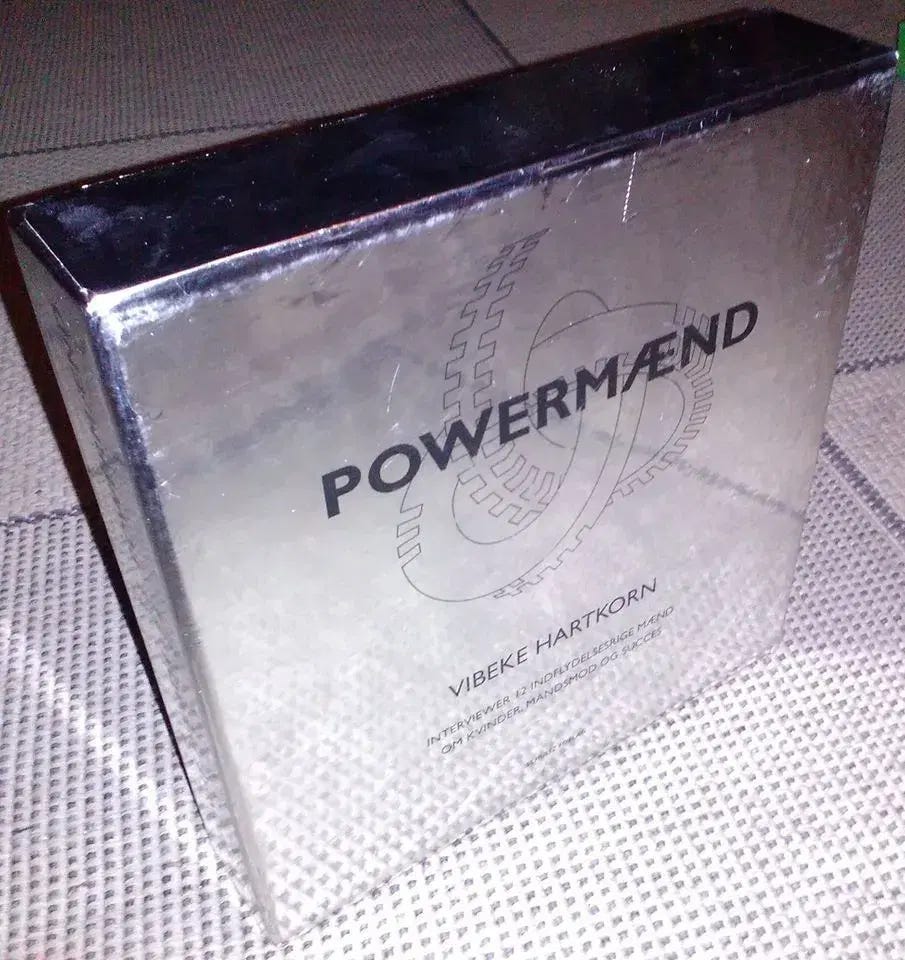 POWERMÆND
VIBEKE HARTKORN
INTERVIEWER 12 INDFLYDELSESRIGE MÆND
OM KVINDER, MANDSMOD OG SUCCES